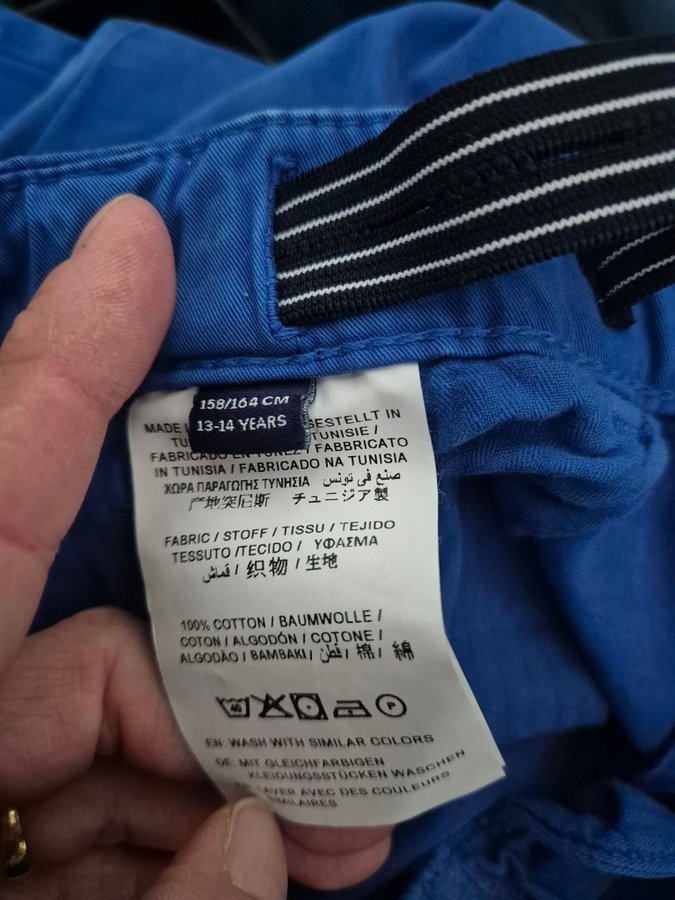 158/164 CM
13-14 YEARS
MADE
GESTELLT IN
TUNISIE /
FABRICADO EN TÚNEZ / FABBRICATO
IN TUNISIA / FABRICADO NA TUNISIA
ΧΩΡΑ ΠΑΡΑΓΩΓΗΣ ΤΥΝΗΣΙΑ صنع في تونس
产地突尼斯 チュニジア製
FABRIC / STOFF / TISSU / TEJIDO
TESSUTO /TECIDO / ΥΦΑΣΜΑ
قماش / 织物 / 生地
100% COTTON / BAUMWOLLE /
COTON / ALGODÓN / COTONE /
ALGODÃO / BAMBAKI / قطن / 棉 / 綿
40 P
EN: WASH WITH SIMILAR COLORS
DE: MIT GLEICHFARBIGEN
KLEIDUNGSSTÜCKEN WASCHEN
LAVER AVEC DES COULEURS
SIMILAIRES